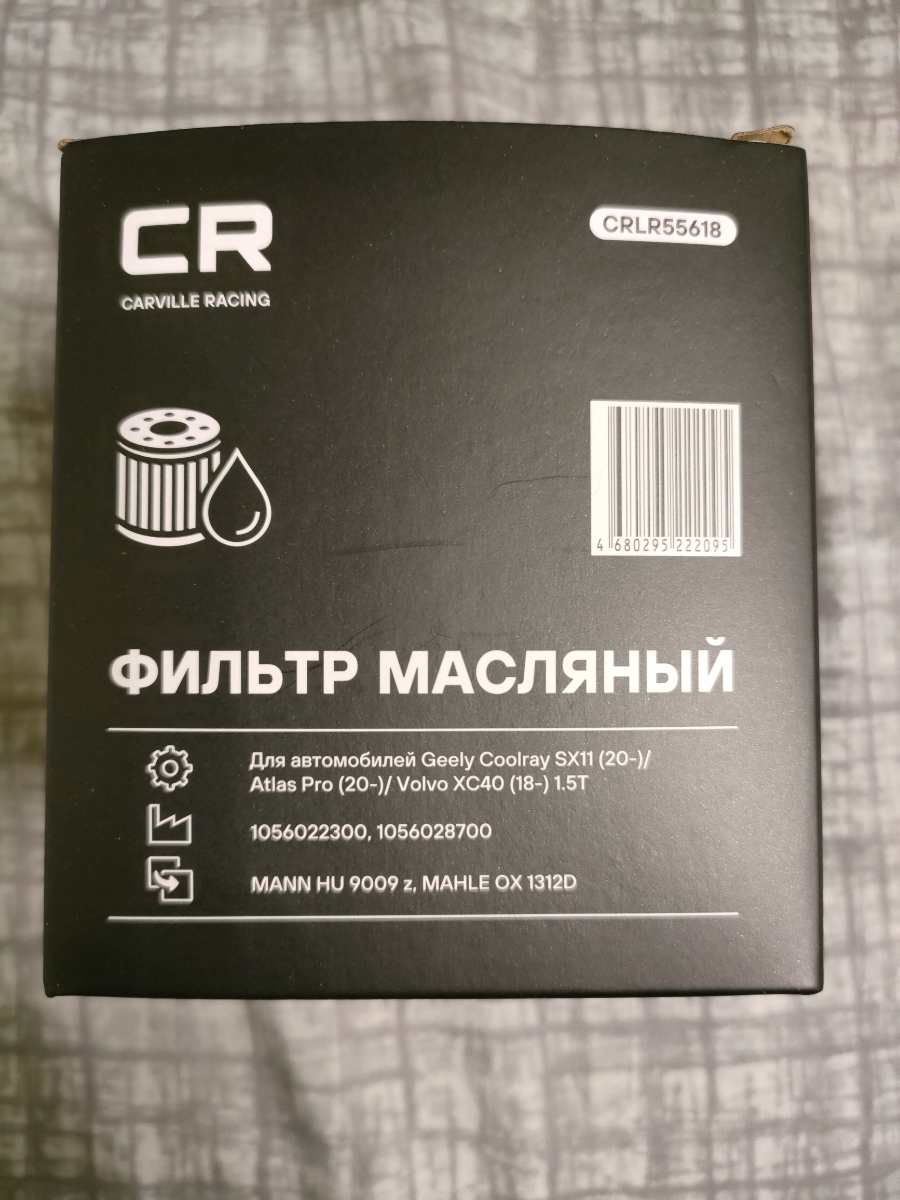 CR
CARVILLE RACING
CRLR55618
4 680295 222095
ФИЛЬТР МАСЛЯНЫЙ
Для автомобилей Geely Coolray SX11 (20-)/
Atlas Pro (20-)/ Volvo XC40 (18-) 1.5T
1056022300, 1056028700
MANN HU 9009 z, MAHLE OX 1312D